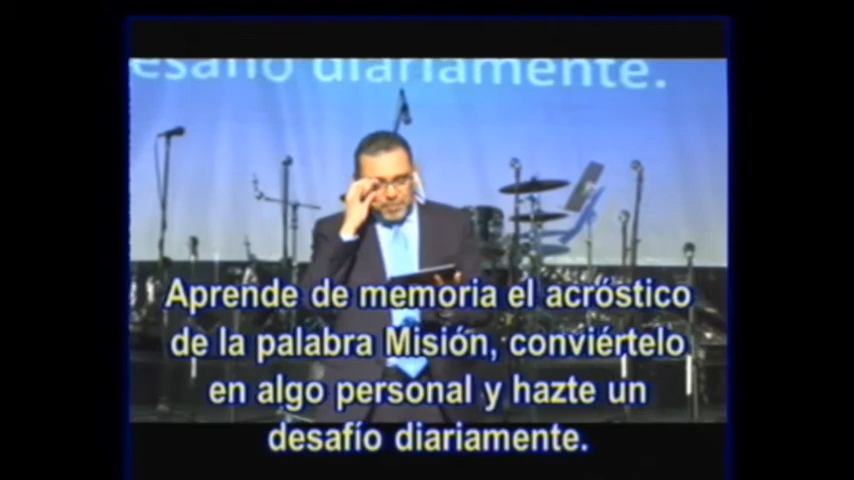 esafío diariamente.
Aprende de memoria el acróstico
de la palabra Misión, conviértelo
en algo personal y hazte un
desafío diariamente.